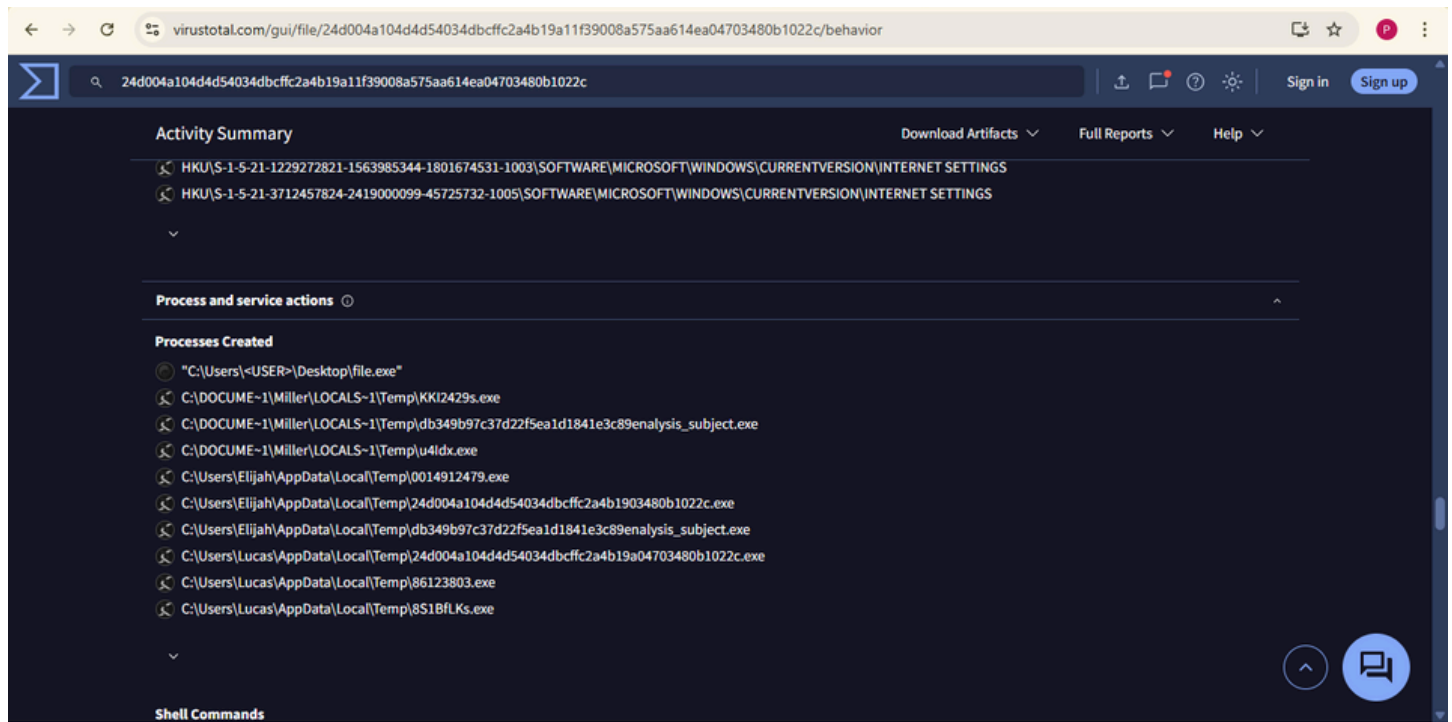 virustotal.com/gui/file/24d004a104d4d54034dbcffc2a4b19a11f39008a575aa614ea04703480b1022c/behavior
P
24d004a104d4d54034dbcffc2a4b19a11f39008a575aa614ea04703480b1022c
Sign in
Sign up
Activity Summary
Download Artifacts
Full Reports
Help
HKU\S-1-5-21-1229272821-1563985344-1801674531-1003\SOFTWARE\MICROSOFT\WINDOWS\CURRENTVERSION\INTERNET SETTINGS
HKU\S-1-5-21-3712457824-2419000099-45725732-1005\SOFTWARE\MICROSOFT\WINDOWS\CURRENTVERSION\INTERNET SETTINGS
Process and service actions
Processes Created
"C:\Users\<USER>\Desktop\file.exe"
C:\DOCUME~1\Miller\LOCALS~1\Temp\KKI2429s.exe
C:\DOCUME~1\Miller\LOCALS~1\Temp\db349b97c37d22f5ea1d1841e3c89enalysis_subject.exe
C:\DOCUME~1\Miller\LOCALS~1\Temp\u4Idx.exe
C:\Users\Elijah\AppData\Local\Temp\0014912479.exe
C:\Users\Elijah\AppData\Local\Temp\24d004a104d4d54034dbcffc2a4b1903480b1022c.exe
C:\Users\Elijah\AppData\Local\Temp\db349b97c37d22f5ea1d1841e3c89enalysis_subject.exe
C:\Users\Lucas\AppData\Local\Temp\24d004a104d4d54034dbcffc2a4b19a04703480b1022c.exe
C:\Users\Lucas\AppData\Local\Temp\86123803.exe
C:\Users\Lucas\AppData\Local\Temp\8S1BfLKs.exe
Shell Commands